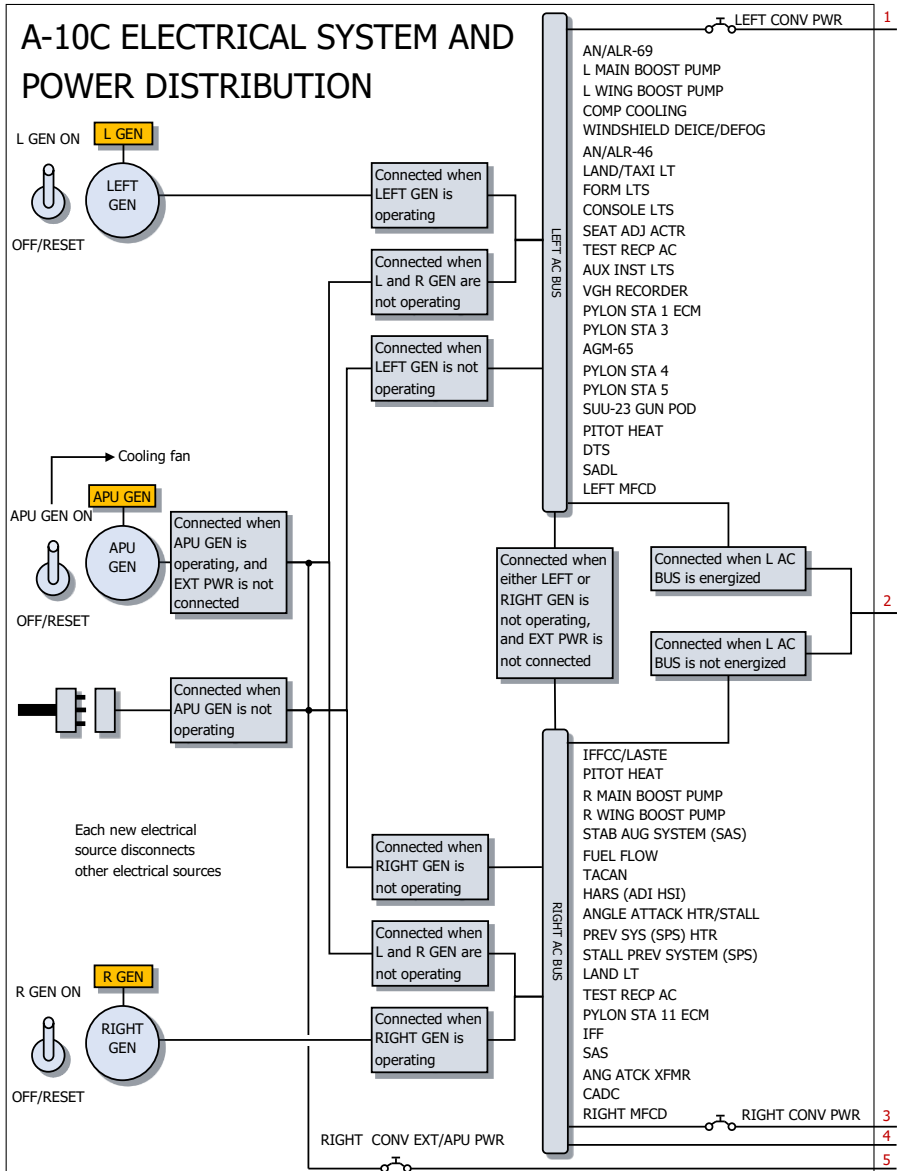 A-10C ELECTRICAL SYSTEM AND
POWER DISTRIBUTION
L GEN ON
L GEN
LEFT
GEN
OFF/RESET
Connected when
LEFT GEN is
operating
Connected when
L and R GEN are
not operating
Connected when
LEFT GEN is not
operating
Cooling fan
APU GEN ON
APU GEN
APU
GEN
OFF/RESET
Connected when
APU GEN is
operating, and
EXT PWR is not
connected
Connected when
APU GEN is not
operating
Each new electrical
source disconnects
other electrical sources
Connected when
RIGHT GEN is
not operating
Connected when
L and R GEN are
not operating
R GEN ON
R GEN
RIGHT
GEN
OFF/RESET
Connected when
RIGHT GEN is
operating
RIGHT CONV EXT/APU PWR
5
LEFT AC BUS
LEFT CONV PWR
1
AN/ALR-69
L MAIN BOOST PUMP
L WING BOOST PUMP
COMP COOLING
WINDSHIELD DEICE/DEFOG
AN/ALR-46
LAND/TAXI LT
FORM LTS
CONSOLE LTS
SEAT ADJ ACTR
TEST RECP AC
AUX INST LTS
VGH RECORDER
PYLON STA 1 ECM
PYLON STA 3
AGM-65
PYLON STA 4
PYLON STA 5
SUU-23 GUN POD
PITOT HEAT
DTS
SADL
LEFT MFCD
Connected when
either LEFT or
RIGHT GEN is
not operating,
and EXT PWR is
not connected
Connected when L AC
BUS is energized
2
Connected when L AC
BUS is not energized
RIGHT AC BUS
IFFCC/LASTE
PITOT HEAT
R MAIN BOOST PUMP
R WING BOOST PUMP
STAB AUG SYSTEM (SAS)
FUEL FLOW
TACAN
HARS (ADI HSI)
ANGLE ATTACK HTR/STALL
PREV SYS (SPS) HTR
STALL PREV SYSTEM (SPS)
LAND LT
TEST RECP AC
PYLON STA 11 ECM
IFF
SAS
ANG ATCK XFMR
CADC
RIGHT MFCD
RIGHT CONV PWR
3
4